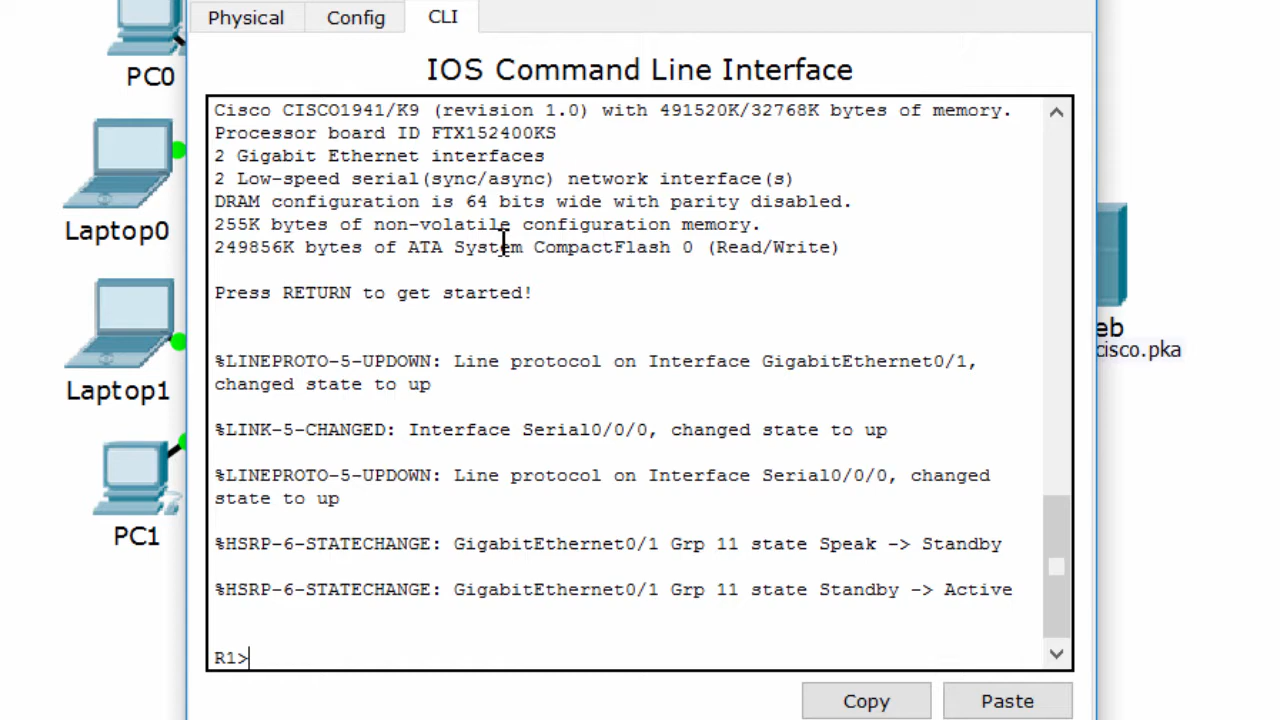 Physical
Config
CLI
IOS Command Line Interface
PC0
Laptop0
Laptop1
PC1
Cisco CISCO1941/K9 (revision 1.0) with 491520K/32768K bytes of memory.
Processor board ID FTX152400KS
2 Gigabit Ethernet interfaces
2 Low-speed serial(sync/async) network interface(s)
DRAM configuration is 64 bits wide with parity disabled.
255K bytes of non-volatile configuration memory.
249856K bytes of ATA System CompactFlash 0 (Read/Write)
Press RETURN to get started!
%LINEPROTO-5-UPDOWN: Line protocol on Interface GigabitEthernet0/1,
changed state to up
%LINK-5-CHANGED: Interface Serial0/0/0, changed state to up
%LINEPROTO-5-UPDOWN: Line protocol on Interface Serial0/0/0, changed
state to up
%HSRP-6-STATECHANGE: GigabitEthernet0/1 Grp 11 state Speak -> Standby
%HSRP-6-STATECHANGE: GigabitEthernet0/1 Grp 11 state Standby -> Active
R1>
eb
cisco.pka
Copy
Paste